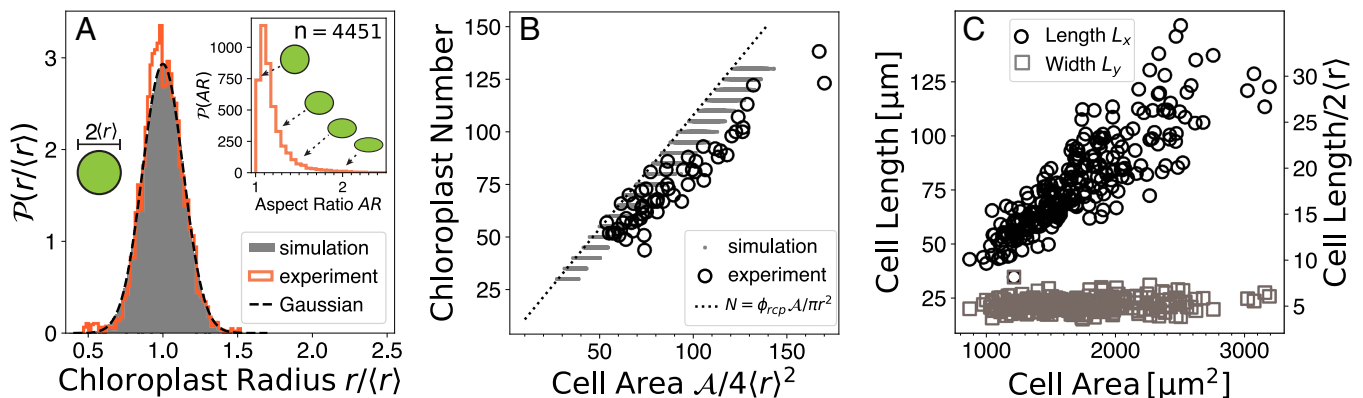 A
2⟨r⟩
simulation
experiment
Gaussian
𝒫(r/⟨r⟩)
0
1
2
3
0.5
1.0
1.5
2.0
2.5
Chloroplast Radius r/⟨r⟩
n = 4451
𝒫(AR)
0
250
500
750
1000
1
2
Aspect Ratio AR
B
Chloroplast Number
25
50
75
100
125
150
50
100
150
Cell Area 𝒜/4⟨r⟩²
simulation
experiment
N = ϕ_rcp 𝒜/πr²
C
Length Lₓ
Width L_y
Cell Length [μm]
25
50
75
100
125
1000
2000
3000
Cell Area [μm²]
5
10
15
20
25
30
Cell Length/2⟨r⟩